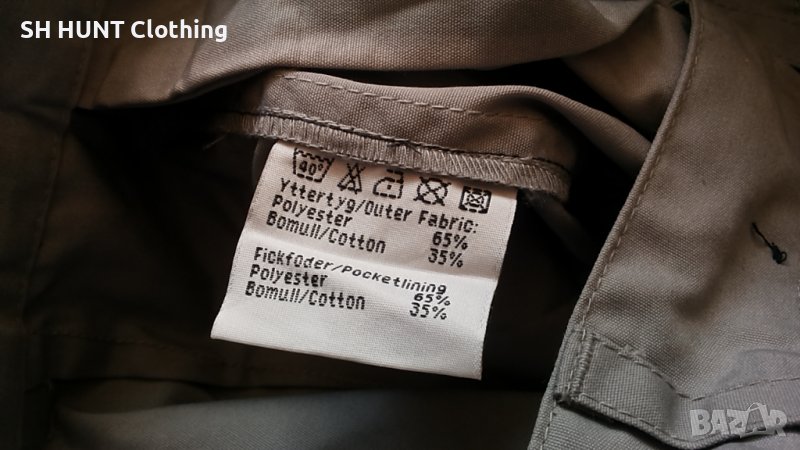 SH HUNT Clothing
40°
Yttertyg/Outer Fabric:
Polyester 65%
Bomull/Cotton 35%
Fickfoder/Pocketlining
Polyester 65%
Bomull/Cotton 35%
BAZAR